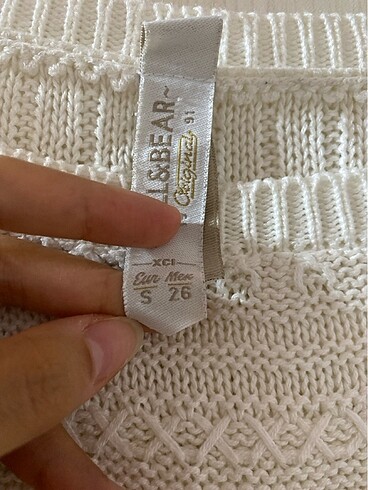 LL&BEAR~
Original 91
XCI
Eur Mex
S 26